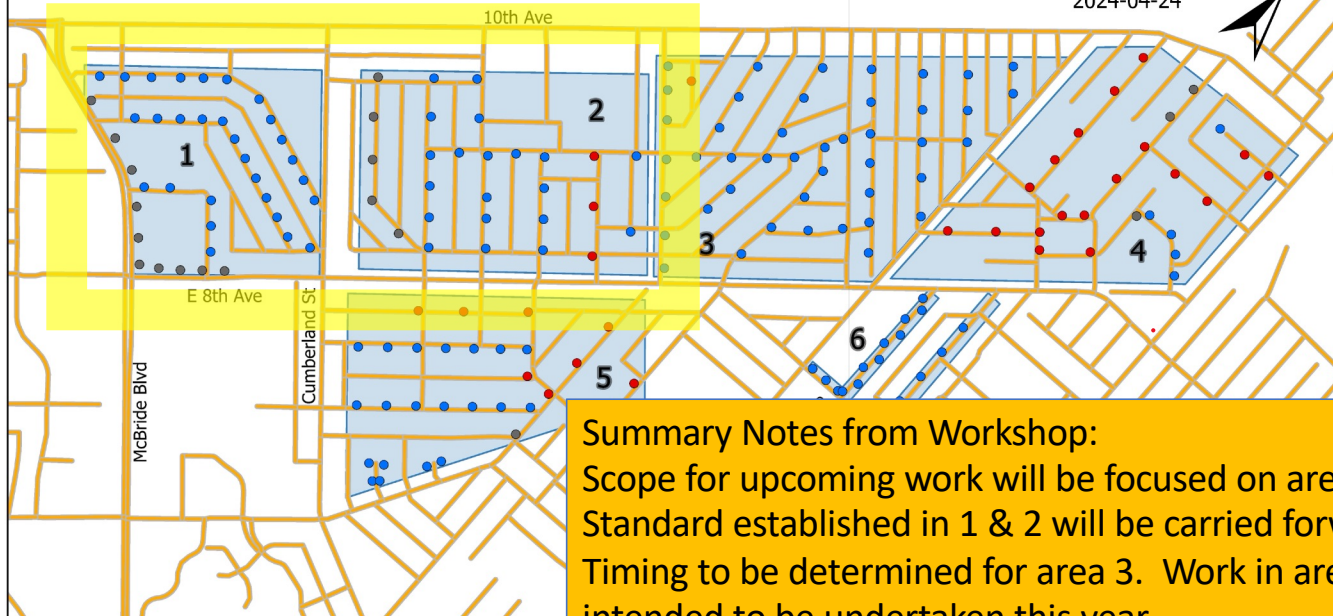 2024-04-24
10th Ave
1
2
3
4
E 8th Ave
Cumberland St
McBride Blvd
5
6
Summary Notes from Workshop:
Scope for upcoming work will be focused on are
Standard established in 1 & 2 will be carried forw
Timing to be determined for area 3. Work in are
intended to be undertaken this year